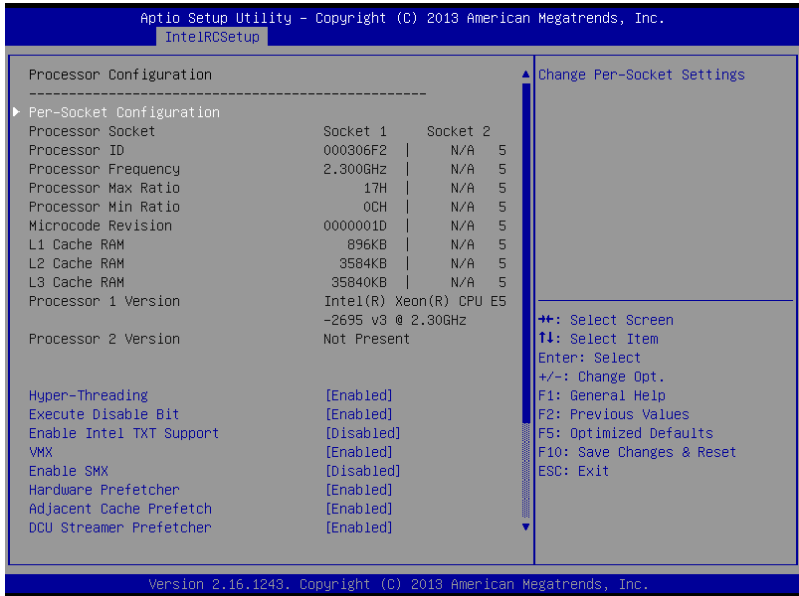 Aptio Setup Utility – Copyright (C) 2013 American Megatrends, Inc.
IntelRCSetup
Processor Configuration
--------------------------------------------------
Per-Socket Configuration
Processor Socket Socket 1 Socket 2
Processor ID 000306F2 | N/A 5
Processor Frequency 2.300GHz | N/A 5
Processor Max Ratio 17H | N/A 5
Processor Min Ratio 0CH | N/A 5
Microcode Revision 0000001D | N/A 5
L1 Cache RAM 896KB | N/A 5
L2 Cache RAM 3584KB | N/A 5
L3 Cache RAM 35840KB | N/A 5
Processor 1 Version Intel(R) Xeon(R) CPU E5
-2695 v3 @ 2.30GHz
Processor 2 Version Not Present
Hyper-Threading [Enabled]
Execute Disable Bit [Enabled]
Enable Intel TXT Support [Disabled]
VMX [Enabled]
Enable SMX [Disabled]
Hardware Prefetcher [Enabled]
Adjacent Cache Prefetch [Enabled]
DCU Streamer Prefetcher [Enabled]
Change Per-Socket Settings
→←: Select Screen
↑↓: Select Item
Enter: Select
+/-: Change Opt.
F1: General Help
F2: Previous Values
F5: Optimized Defaults
F10: Save Changes & Reset
ESC: Exit
Version 2.16.1243. Copyright (C) 2013 American Megatrends, Inc.